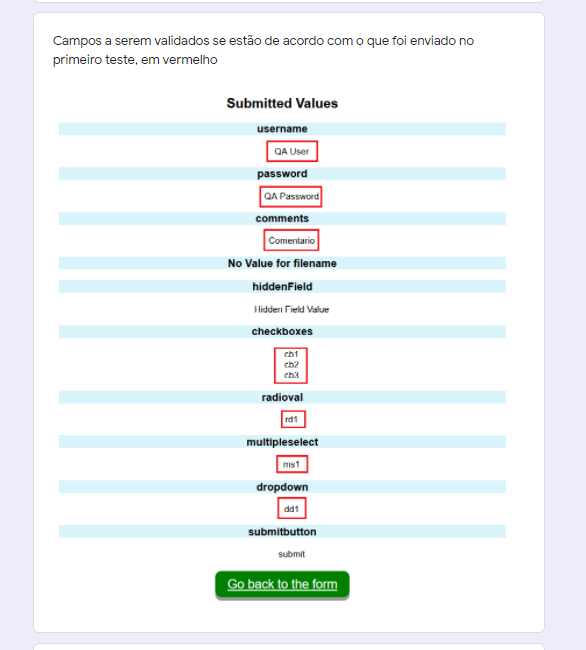 Campos a serem validados se estão de acordo com o que foi enviado no
primeiro teste, em vermelho
Submitted Values
username
QA User
password
QA Password
comments
Comentario
No Value for filename
hiddenField
Hidden Field Value
checkboxes
cb1
cb2
cb3
radioval
rd1
multipleselect
ms1
dropdown
dd1
submitbutton
submit
Go back to the form